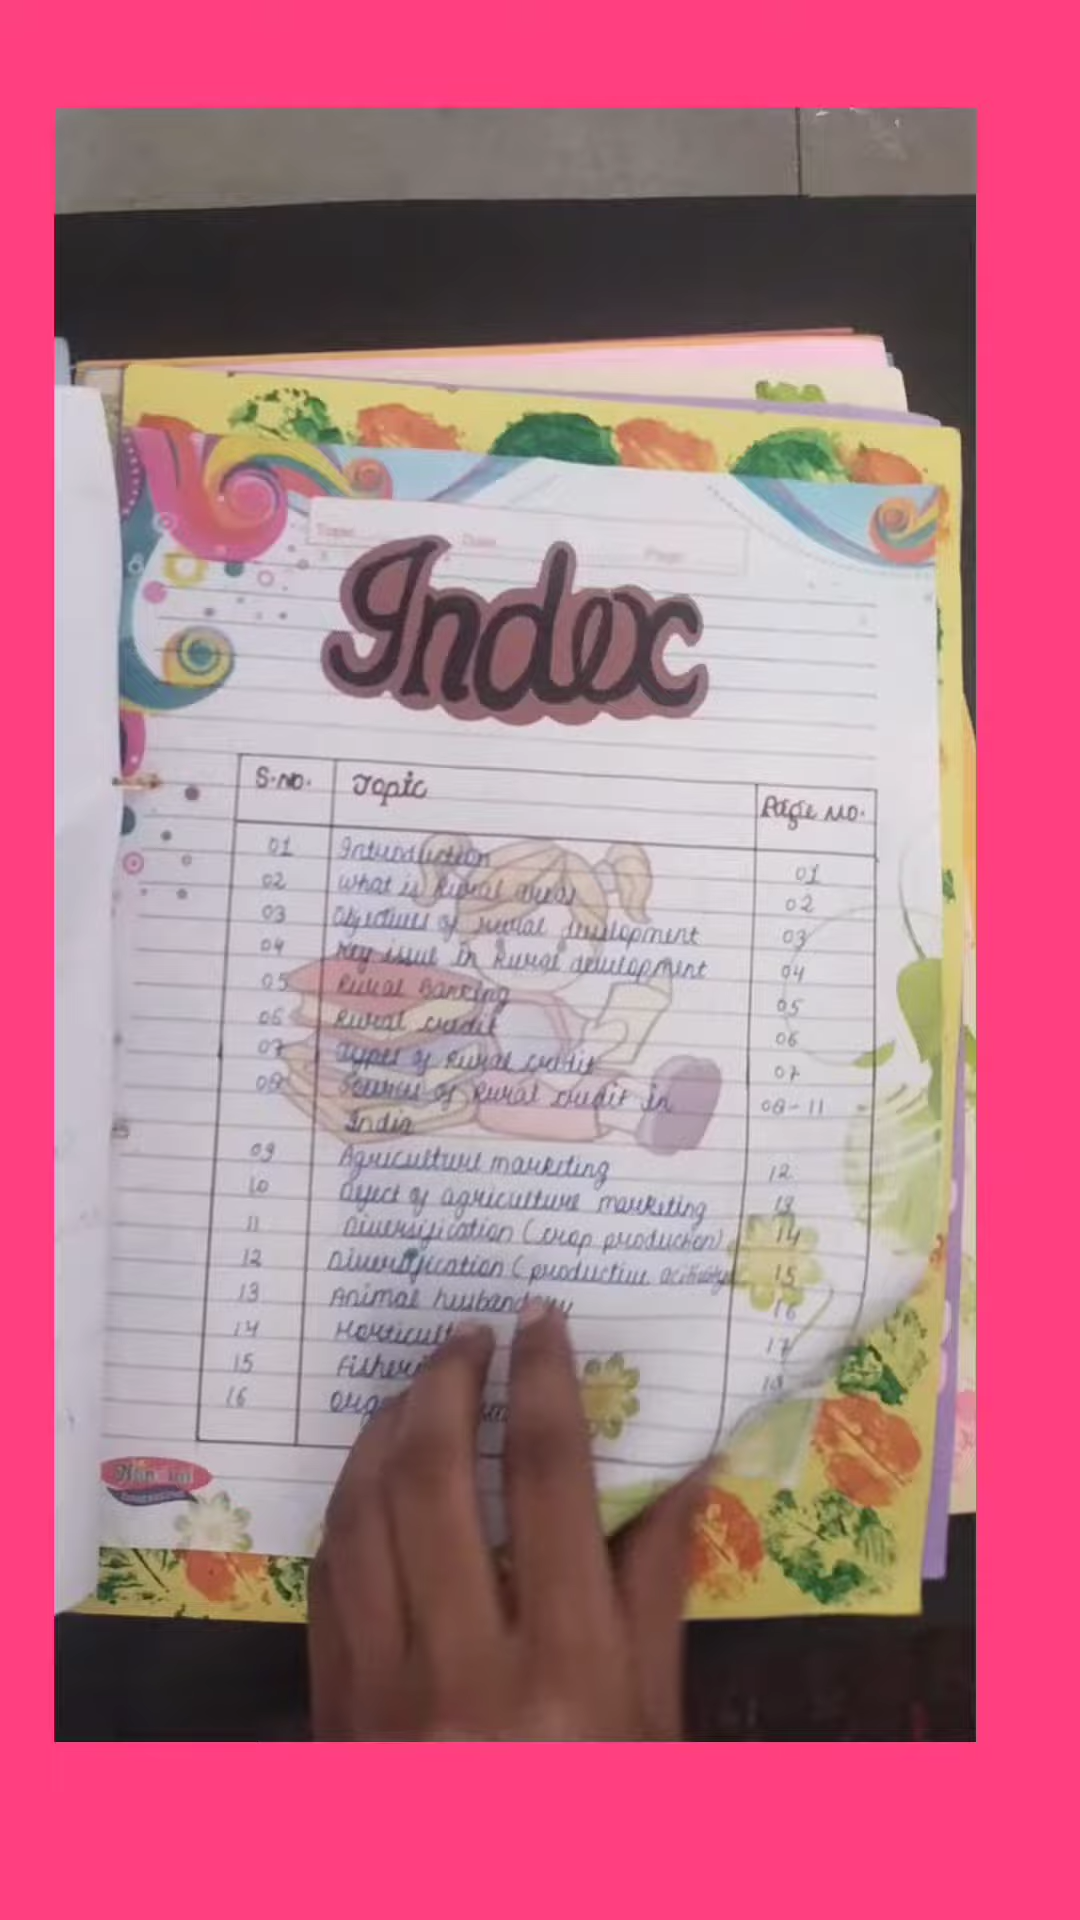 Topic Date Page
Index
S.No. Topic Page No.
01 Introduction 01
02 What is Rural areas 02
03 Objectives of rural development 03
04 Key issue in Rural development 04
05 Rural Banking 05
06 Rural credit 06
07 Types of Rural credit 07
08 Sources of Rural credit in 08-11
India
09 Agriculture marketing 12
10 of agriculture marketing 13
11 Diversification (crop production) 14
12 Diversification (productive 15
13 Animal husbandry 16
14 17
15 18
16